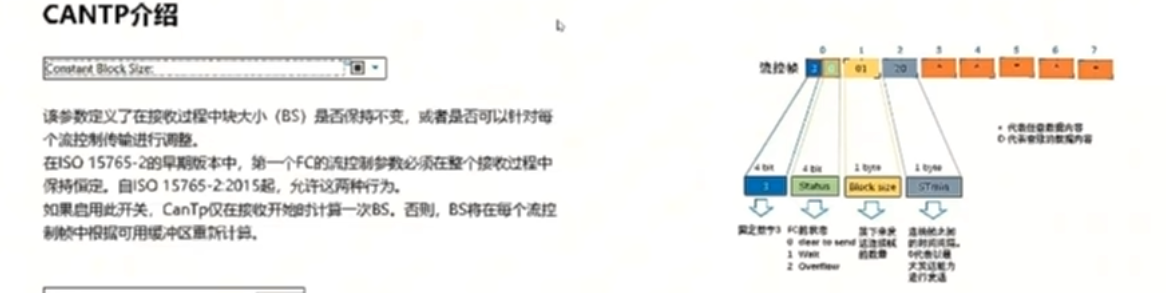 CANTP介绍
Constant Block Size:
该参数定义了在接收过程中块大小（BS）是否保持不变，或者是否可以针对每
个流控制传输进行调整。
在ISO 15765-2的早期版本中，第一个FC的流控制参数必须在整个接收过程中
保持恒定。自ISO 15765-2:2015起，允许这两种行为。
如果启用此开关，CanTp仅在接收开始时计算一次BS。否则，BS将在每个流控
制帧中根据可用缓冲区重新计算。
0 1 2 3 4 5 6 7
流控帧 3 0 01 20 * * * * *
* 代表任意数据内容
D 代表有效的数据内容
4 bit 4 bit 1 byte 1 byte
Status Block size STmin
固定数字3
FC的状态
0 clear to send
1 Wait
2 Overflow
接下来发
送连续帧
的数量
连续帧之间
的时间间隔。
0代表以最
大发送能力
进行发送